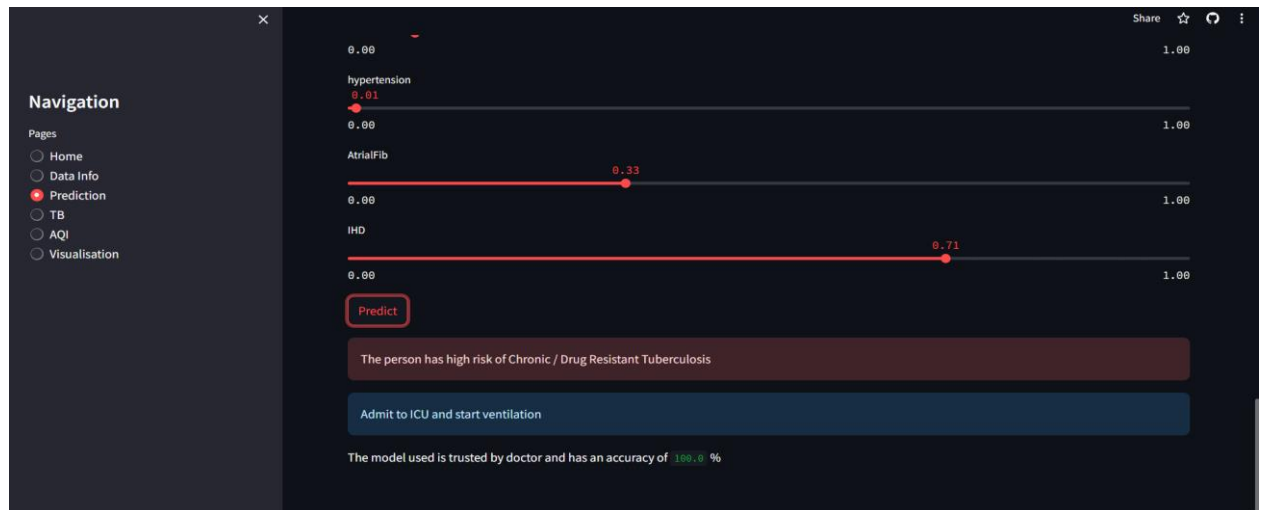 Share
0.00 1.00
hypertension
0.01
0.00 1.00
AtrialFib
0.33
0.00 1.00
IHD
0.71
0.00 1.00
Predict
The person has high risk of Chronic / Drug Resistant Tuberculosis
Admit to ICU and start ventilation
The model used is trusted by doctor and has an accuracy of 100.0 %
Navigation
Pages
Home
Data Info
Prediction
TB
AQI
Visualisation